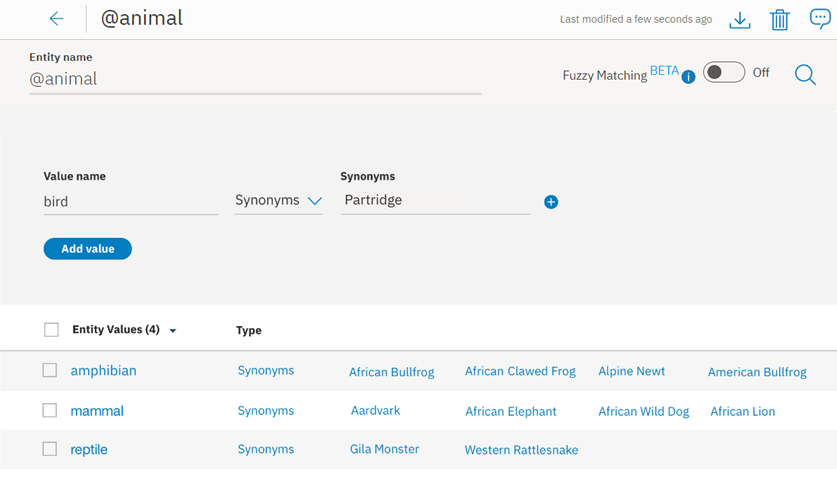 @animal
Last modified a few seconds ago
Entity name
@animal
Fuzzy Matching BETA i Off
Value name Synonyms
bird Synonyms Partridge
Add value
Entity Values (4) Type
amphibian Synonyms African Bullfrog African Clawed Frog Alpine Newt American Bullfrog
mammal Synonyms Aardvark African Elephant African Wild Dog African Lion
reptile Synonyms Gila Monster Western Rattlesnake